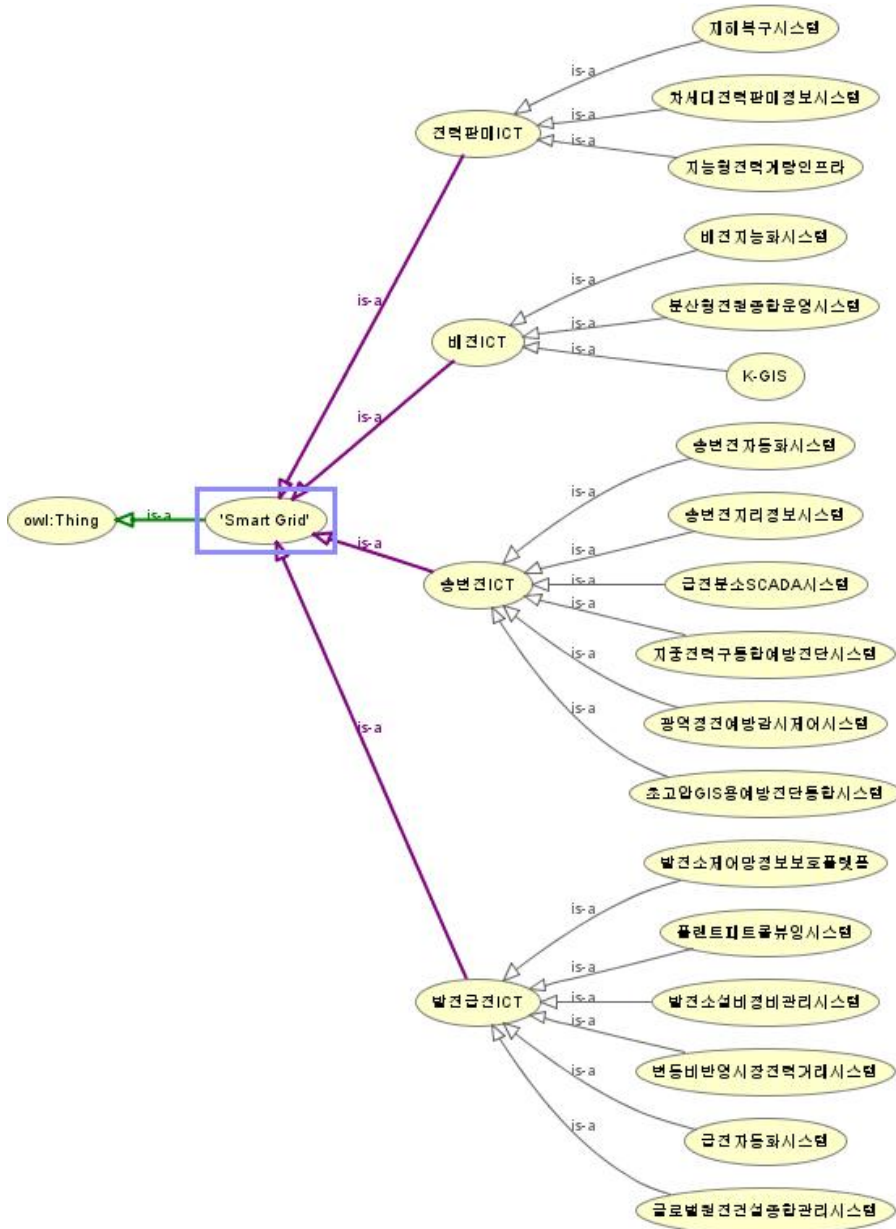 재해복구시스템
is-a
차세대전력판매정보시스템
is-a
전력판매ICT
is-a
지능형전력계량인프라
배전지능화시스템
is-a
is-a
분산형전원종합운영시스템
is-a
배전ICT
is-a
K-GIS
is-a
송변전자동화시스템
is-a
송변전지리정보시스템
owl:Thing
is-a
'Smart Grid'
is-a
is-a
송변전ICT
is-a
급전분소SCADA시스템
is-a
지중전력구통합예방진단시스템
is-a
광역정전예방감시제어시스템
is-a
is-a
초고압GIS용예방진단통합시스템
발전소제어망정보보호플랫폼
is-a
플랜트피트롤뷰잉시스템
is-a
발전급전ICT
is-a
발전소설비정비관리시스템
is-a
변동비반영시장전력거래시스템
is-a
급전자동화시스템
is-a
글로벌원전건설종합관리시스템